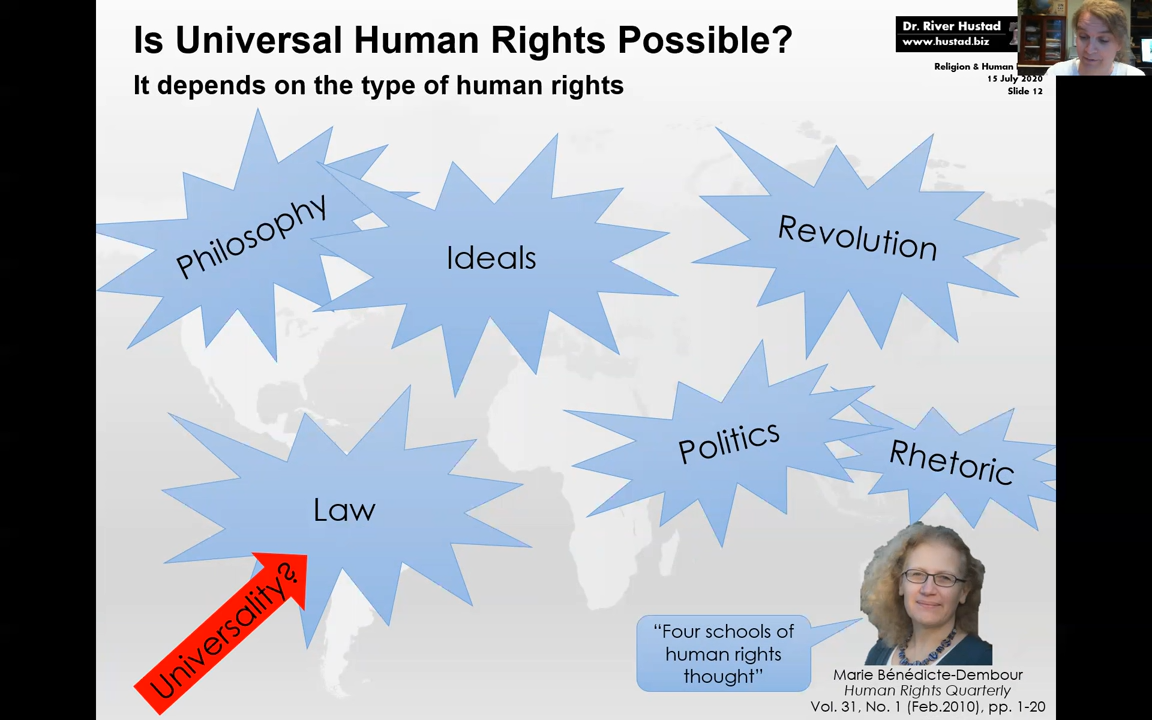 Is Universal Human Rights Possible?
It depends on the type of human rights
Dr. River Hustad
www.hustad.biz
Religion & Human
15 July 2020
Slide 12
Philosophy
Ideals
Revolution
Politics
Rhetoric
Law
Universality?
“Four schools of
human rights
thought”
Marie Bénédicte-Dembour
Human Rights Quarterly
Vol. 31, No. 1 (Feb.2010), pp. 1-20